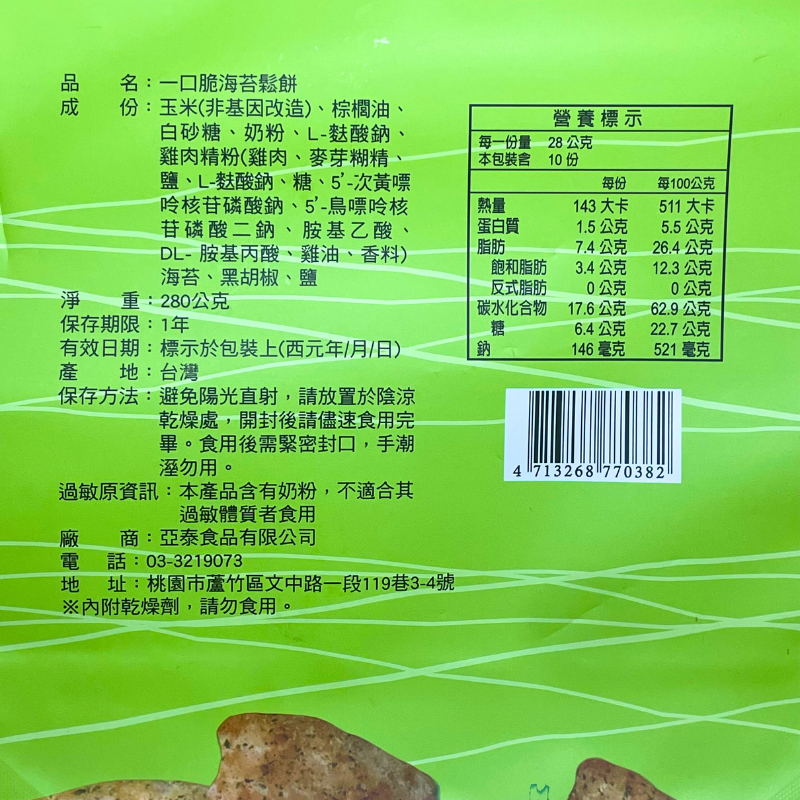 品　　名：一口脆海苔鬆餅
成　　份：玉米(非基因改造)、棕櫚油、
白砂糖、奶粉、L-麩酸鈉、
雞肉精粉(雞肉、麥芽糊精、
鹽、L-麩酸鈉、糖、5'-次黃嘌
呤核苷磷酸鈉、5'-鳥嘌呤核
苷磷酸二鈉、胺基乙酸、
DL- 胺基丙酸、雞油、香料)
海苔、黑胡椒、鹽
淨　　重：280公克
保存期限：1年
有效日期：標示於包裝上(西元年/月/日)
產　　地：台灣
保存方法：避免陽光直射，請放置於陰涼
乾燥處，開封後請儘速食用完
畢。食用後需緊密封口，手潮
溼勿用。
過敏原資訊：本產品含有奶粉，不適合其
過敏體質者食用
廠　　商：亞泰食品有限公司
電　　話：03-3219073
地　　址：桃園市蘆竹區文中路一段119巷3-4號
※內附乾燥劑，請勿食用。
營養標示
每一份量 28 公克
本包裝含 10 份
每份 每100公克
熱量 143 大卡 511 大卡
蛋白質 1.5 公克 5.5 公克
脂肪 7.4 公克 26.4 公克
飽和脂肪 3.4 公克 12.3 公克
反式脂肪 0 公克 0 公克
碳水化合物 17.6 公克 62.9 公克
糖 6.4 公克 22.7 公克
鈉 146 毫克 521 毫克
4 713268 770382